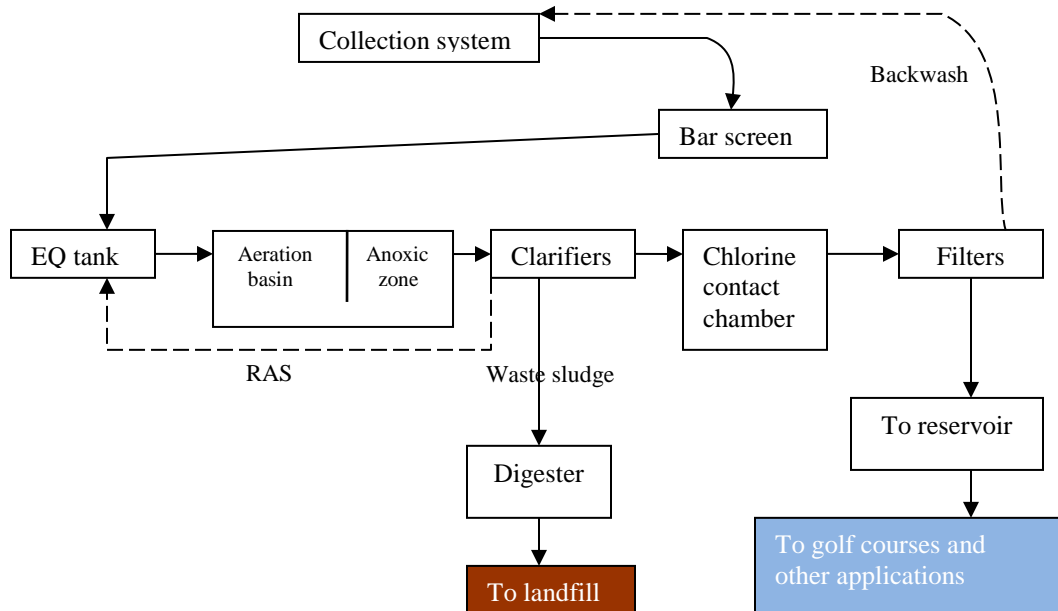 Collection system
Backwash
Bar screen
EQ tank
Aeration
basin
Anoxic
zone
Clarifiers
Chlorine
contact
chamber
Filters
RAS
Waste sludge
To reservoir
Digester
To golf courses and
other applications
To landfill